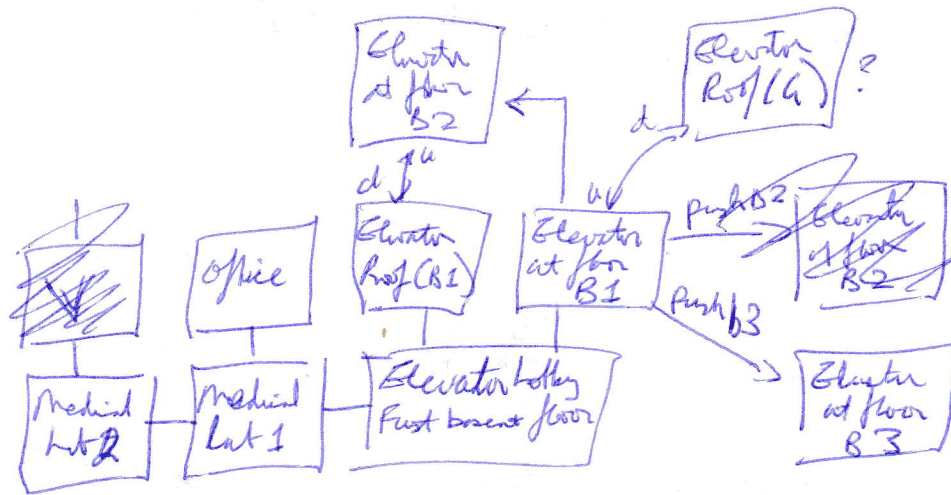 Elevator
at floor
B2
Elevator
Roof (G)
?
d
u
d
u
push B2
Elevator
at floor
B2
office
Elevator
Roof (B1)
Elevator
at floor
B1
push b3
Medical
Lab 2
Medical
Lab 1
Elevator Lobby
First basent floor
Elevator
at floor
B3